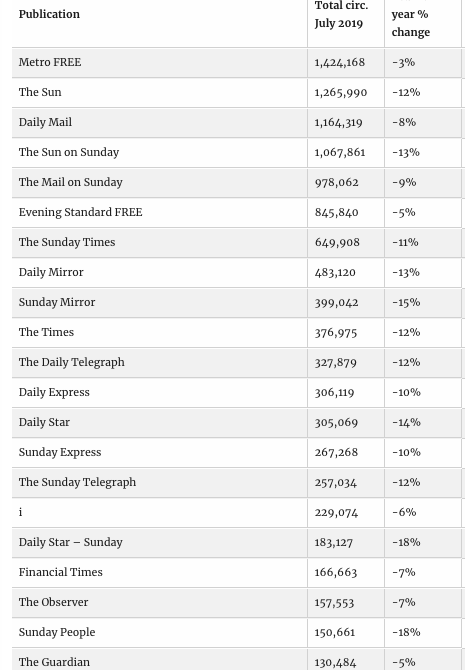 Publication Total circ. July 2019 year % change
Metro FREE 1,424,168 -3%
The Sun 1,265,990 -12%
Daily Mail 1,164,319 -8%
The Sun on Sunday 1,067,861 -13%
The Mail on Sunday 978,062 -9%
Evening Standard FREE 845,840 -5%
The Sunday Times 649,908 -11%
Daily Mirror 483,120 -13%
Sunday Mirror 399,042 -15%
The Times 376,975 -12%
The Daily Telegraph 327,879 -12%
Daily Express 306,119 -10%
Daily Star 305,069 -14%
Sunday Express 267,268 -10%
The Sunday Telegraph 257,034 -12%
i 229,074 -6%
Daily Star – Sunday 183,127 -18%
Financial Times 166,663 -7%
The Observer 157,553 -7%
Sunday People 150,661 -18%
The Guardian 130,484 -5%